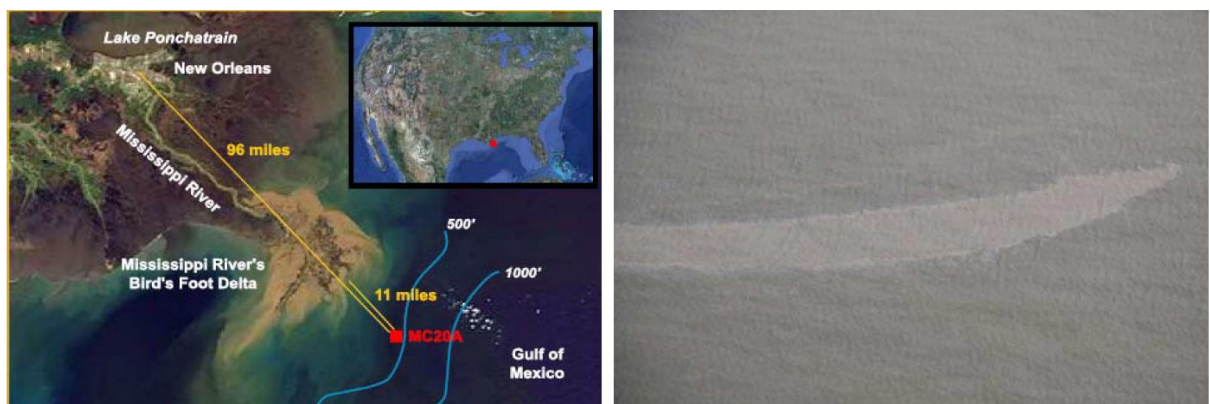 Lake Ponchatrain
New Orleans
96 miles
Mississippi River
500'
Mississippi River's
Bird's Foot Delta
1000'
11 miles
MC20A
Gulf of
Mexico